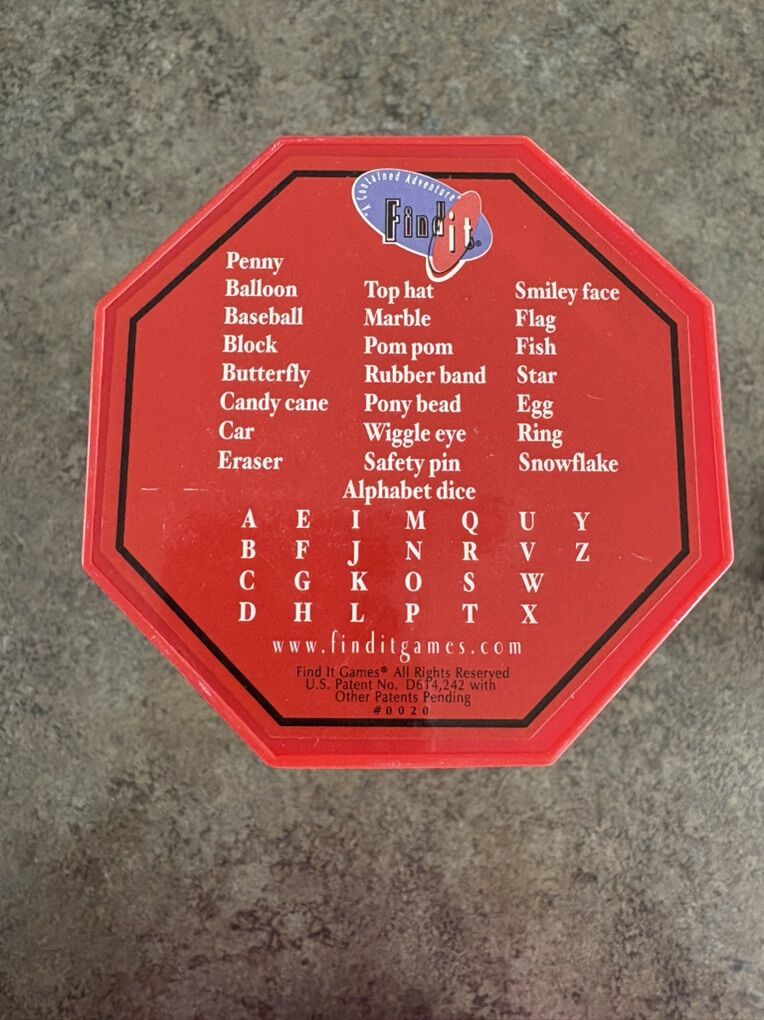 "A Contained Adventure"
Find it®
Penny
Balloon Top hat Smiley face
Baseball Marble Flag
Block Pom pom Fish
Butterfly Rubber band Star
Candy cane Pony bead Egg
Car Wiggle eye Ring
Eraser Safety pin Snowflake
Alphabet dice
A E I M Q U Y
B F J N R V Z
C G K O S W
D H L P T X
www.finditgames.com
Find It Games® All Rights Reserved
U.S. Patent No. D614,242 with
Other Patents Pending
#0020